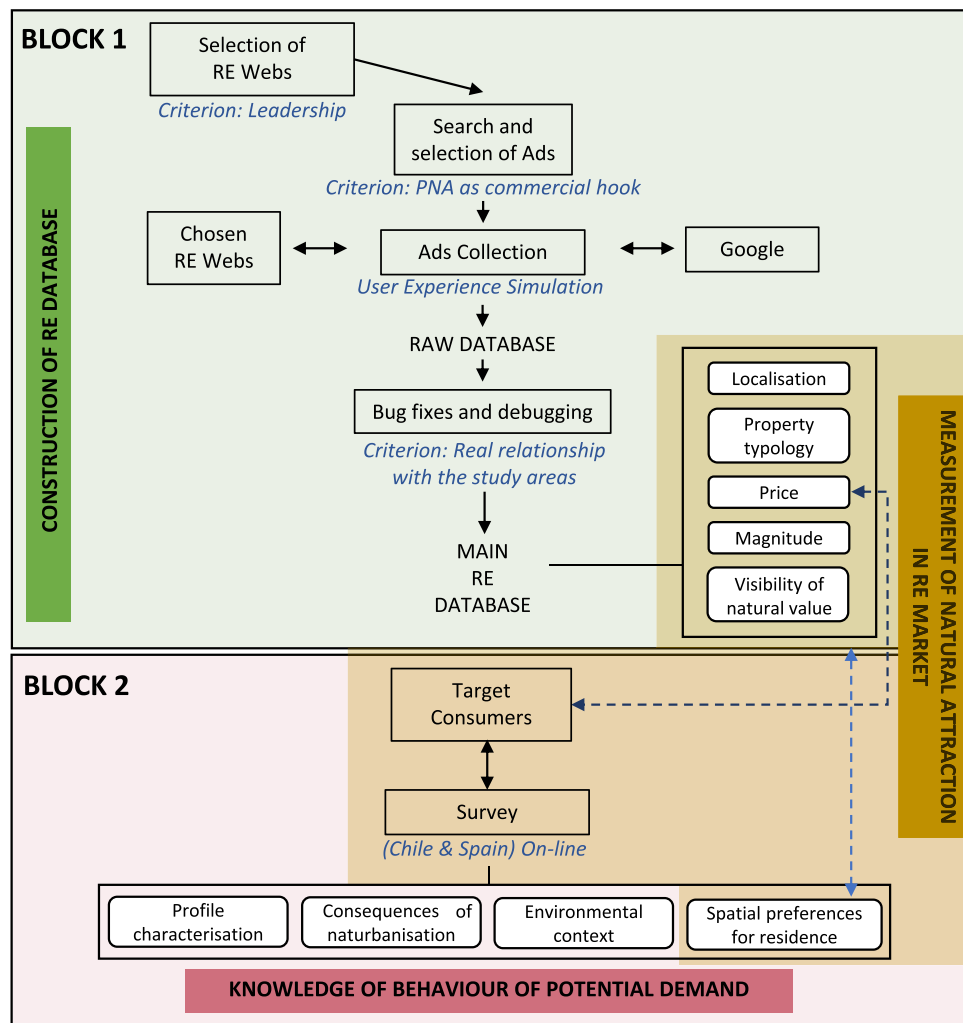 BLOCK 1
Selection of
RE Webs
Criterion: Leadership
Search and
selection of Ads
Criterion: PNA as commercial hook
Chosen
RE Webs
Ads Collection
Google
User Experience Simulation
RAW DATABASE
Bug fixes and debugging
Criterion: Real relationship
with the study areas
MAIN
RE
DATABASE
CONSTRUCTION OF RE DATABASE
Localisation
Property
typology
Price
Magnitude
Visibility of
natural value
MEASUREMENT OF NATURAL ATTRACTION
IN RE MARKET
BLOCK 2
Target
Consumers
Survey
(Chile & Spain) On-line
Profile
characterisation
Consequences of
naturbanisation
Environmental
context
Spatial preferences
for residence
KNOWLEDGE OF BEHAVIOUR OF POTENTIAL DEMAND